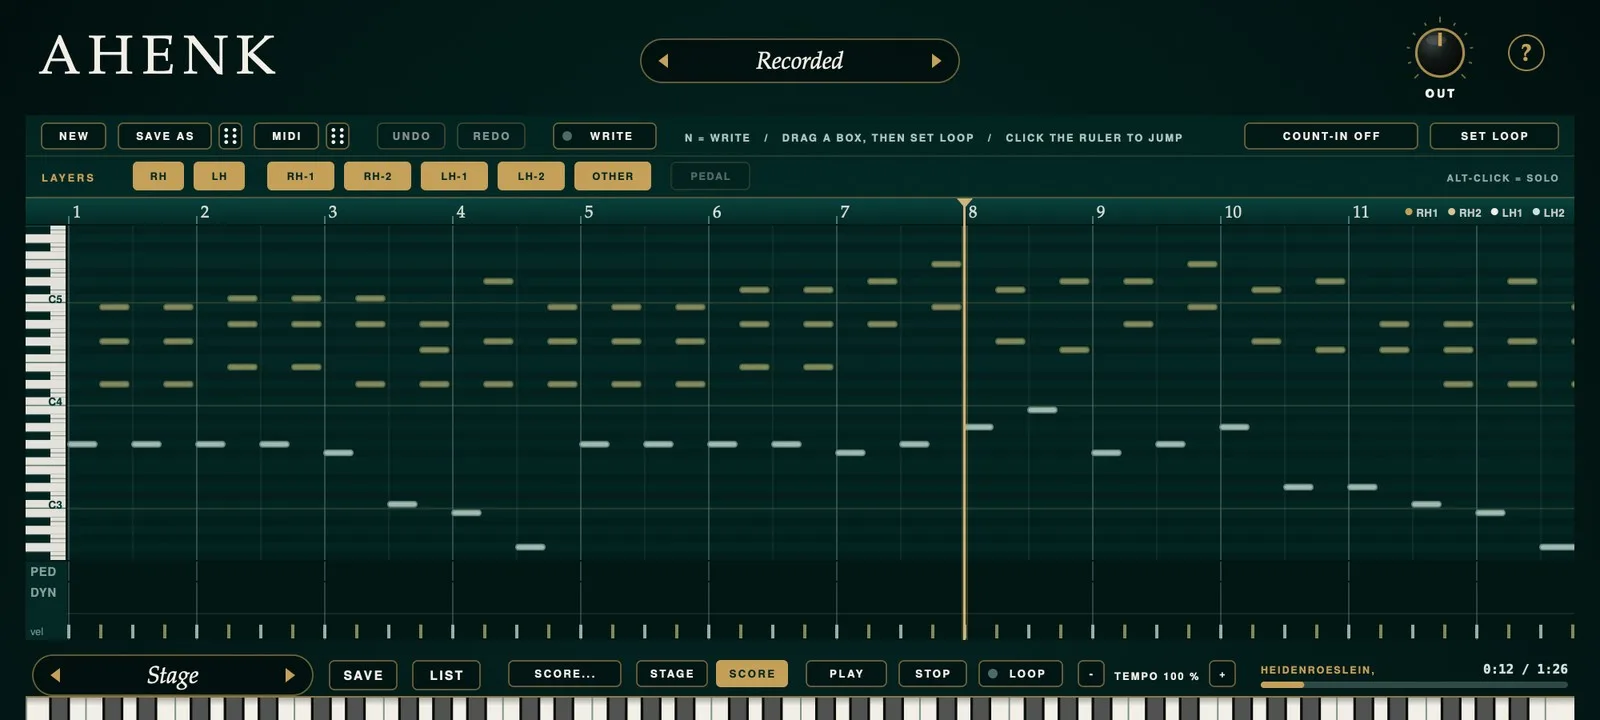 AHENK
Recorded
?
OUT
NEW SAVE AS MIDI UNDO REDO WRITE N = WRITE / DRAG A BOX, THEN SET LOOP / CLICK THE RULER TO JUMP COUNT-IN OFF SET LOOP
LAYERS RH LH RH-1 RH-2 LH-1 LH-2 OTHER PEDAL ALT-CLICK = SOLO
1 2 3 4 5 6 7 8 9 10 11 RH1 RH2 LH1 LH2
C5
C4
C3
PED
DYN
vel
Stage SAVE LIST SCORE... STAGE SCORE PLAY STOP LOOP - TEMPO 100 % + HEIDENROESLEIN, 0:12 / 1:26